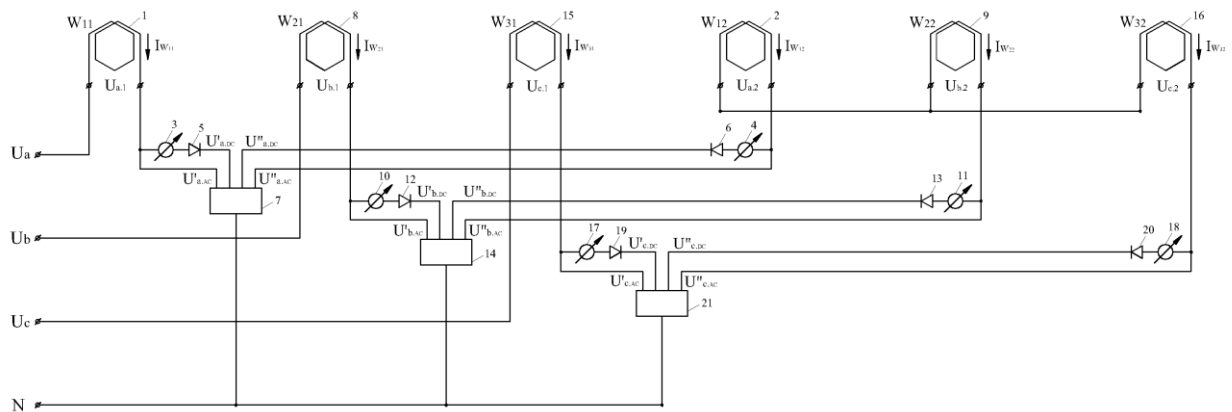 W11 1 W21 8 W31 15 W12 2 W22 9 W32 16
IW11 IW21 IW31 IW12 IW22 IW32
Ua.1 Ub.1 Uc.1 Ua.2 Ub.2 Uc.2
3 5 6 4
Ua U'a.DC U"a.DC
U'a.AC U"a.AC
7
10 12 13 11
U'b.DC U"b.DC
U'b.AC U"b.AC
Ub 14
17 19 20 18
U'c.DC U"c.DC
U'c.AC U"c.AC
21
Uc
N